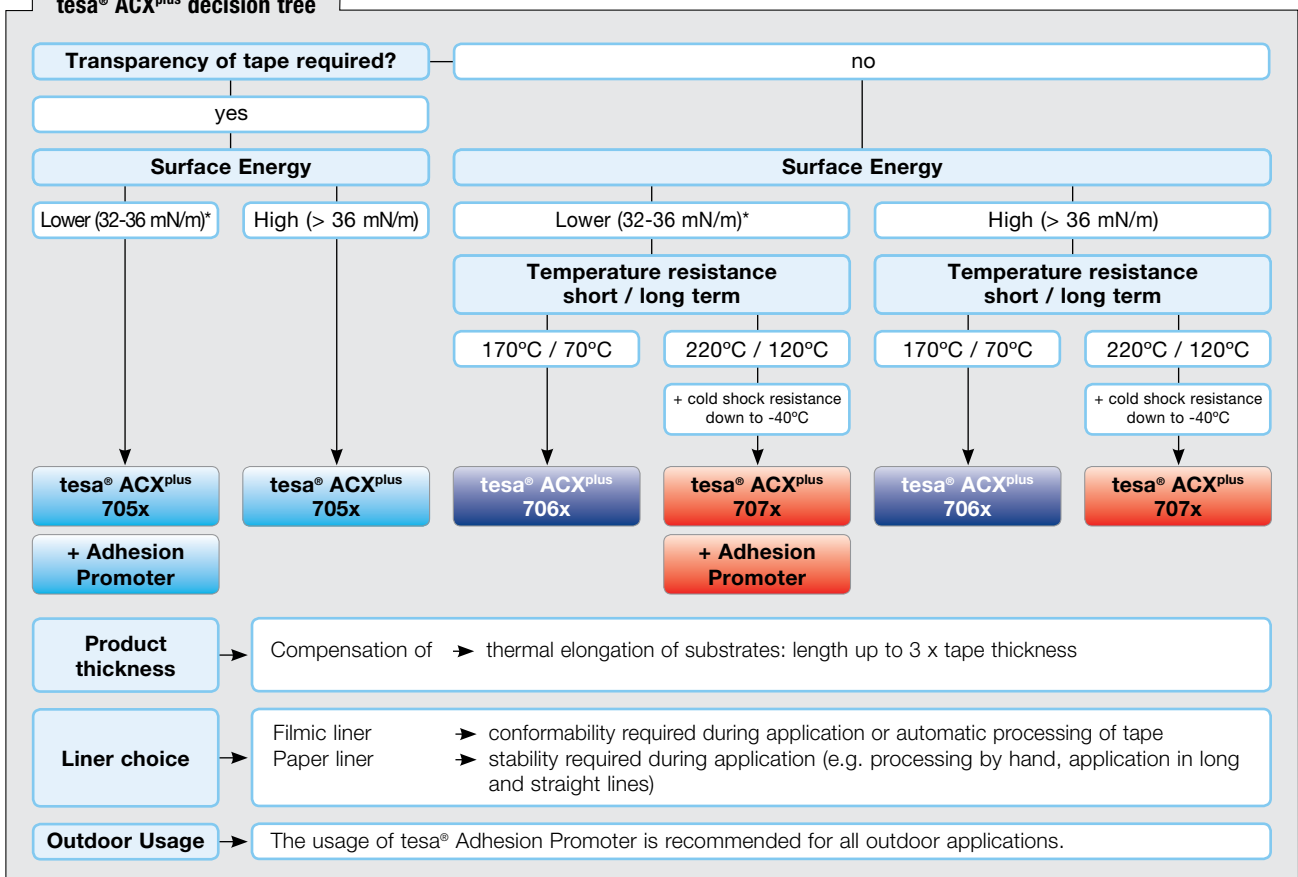 tesa® ACXplus decision tree
Transparency of tape required?
no
yes
Surface Energy
Surface Energy
Lower (32-36 mN/m)*
High (> 36 mN/m)
Lower (32-36 mN/m)*
High (> 36 mN/m)
Temperature resistance
short / long term
Temperature resistance
short / long term
170ºC / 70ºC
220ºC / 120ºC
170ºC / 70ºC
220ºC / 120ºC
+ cold shock resistance
down to -40ºC
+ cold shock resistance
down to -40ºC
tesa® ACXplus
705x
tesa® ACXplus
705x
tesa® ACXplus
706x
tesa® ACXplus
707x
tesa® ACXplus
706x
tesa® ACXplus
707x
+ Adhesion
Promoter
+ Adhesion
Promoter
Product
thickness
Compensation of
thermal elongation of substrates: length up to 3 x tape thickness
Liner choice
Filmic liner
conformability required during application or automatic processing of tape
Paper liner
stability required during application (e.g. processing by hand, application in long
and straight lines)
Outdoor Usage
The usage of tesa® Adhesion Promoter is recommended for all outdoor applications.